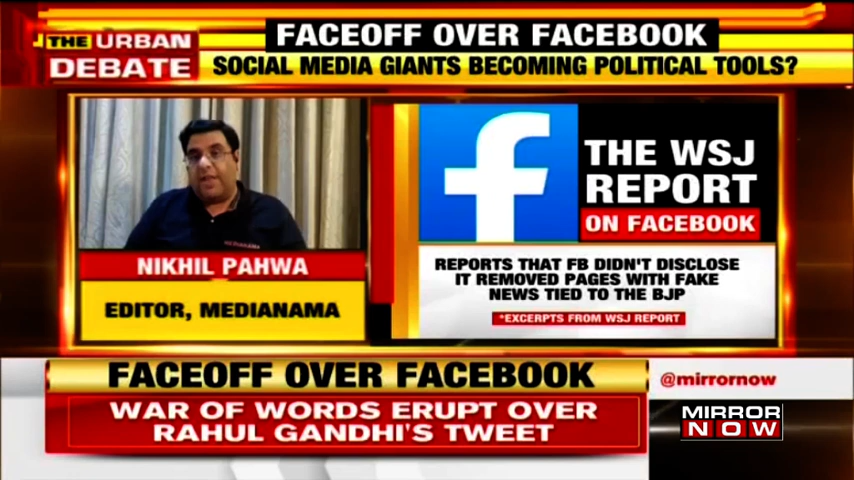 THE URBAN
DEBATE
FACEOFF OVER FACEBOOK
SOCIAL MEDIA GIANTS BECOMING POLITICAL TOOLS?
MEDIANAMA
NIKHIL PAHWA
EDITOR, MEDIANAMA
f
THE WSJ
REPORT
ON FACEBOOK
REPORTS THAT FB DIDN'T DISCLOSE
IT REMOVED PAGES WITH FAKE
NEWS TIED TO THE BJP
*EXCERPTS FROM WSJ REPORT
FACEOFF OVER FACEBOOK
@mirrornow
WAR OF WORDS ERUPT OVER
RAHUL GANDHI'S TWEET
MIRROR
NOW